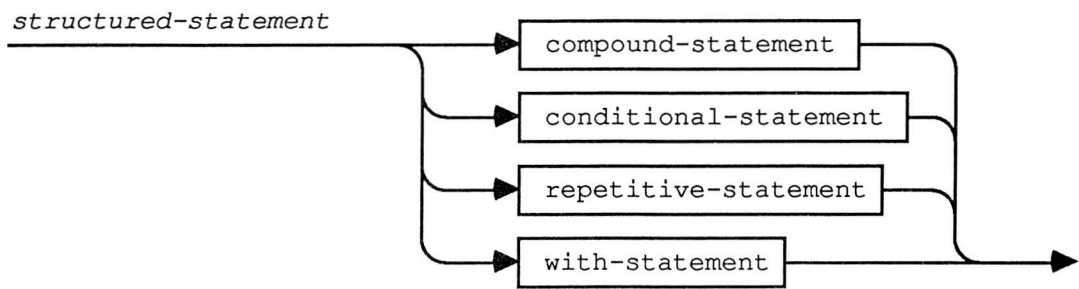 structured-statement
compound-statement
conditional-statement
repetitive-statement
with-statement